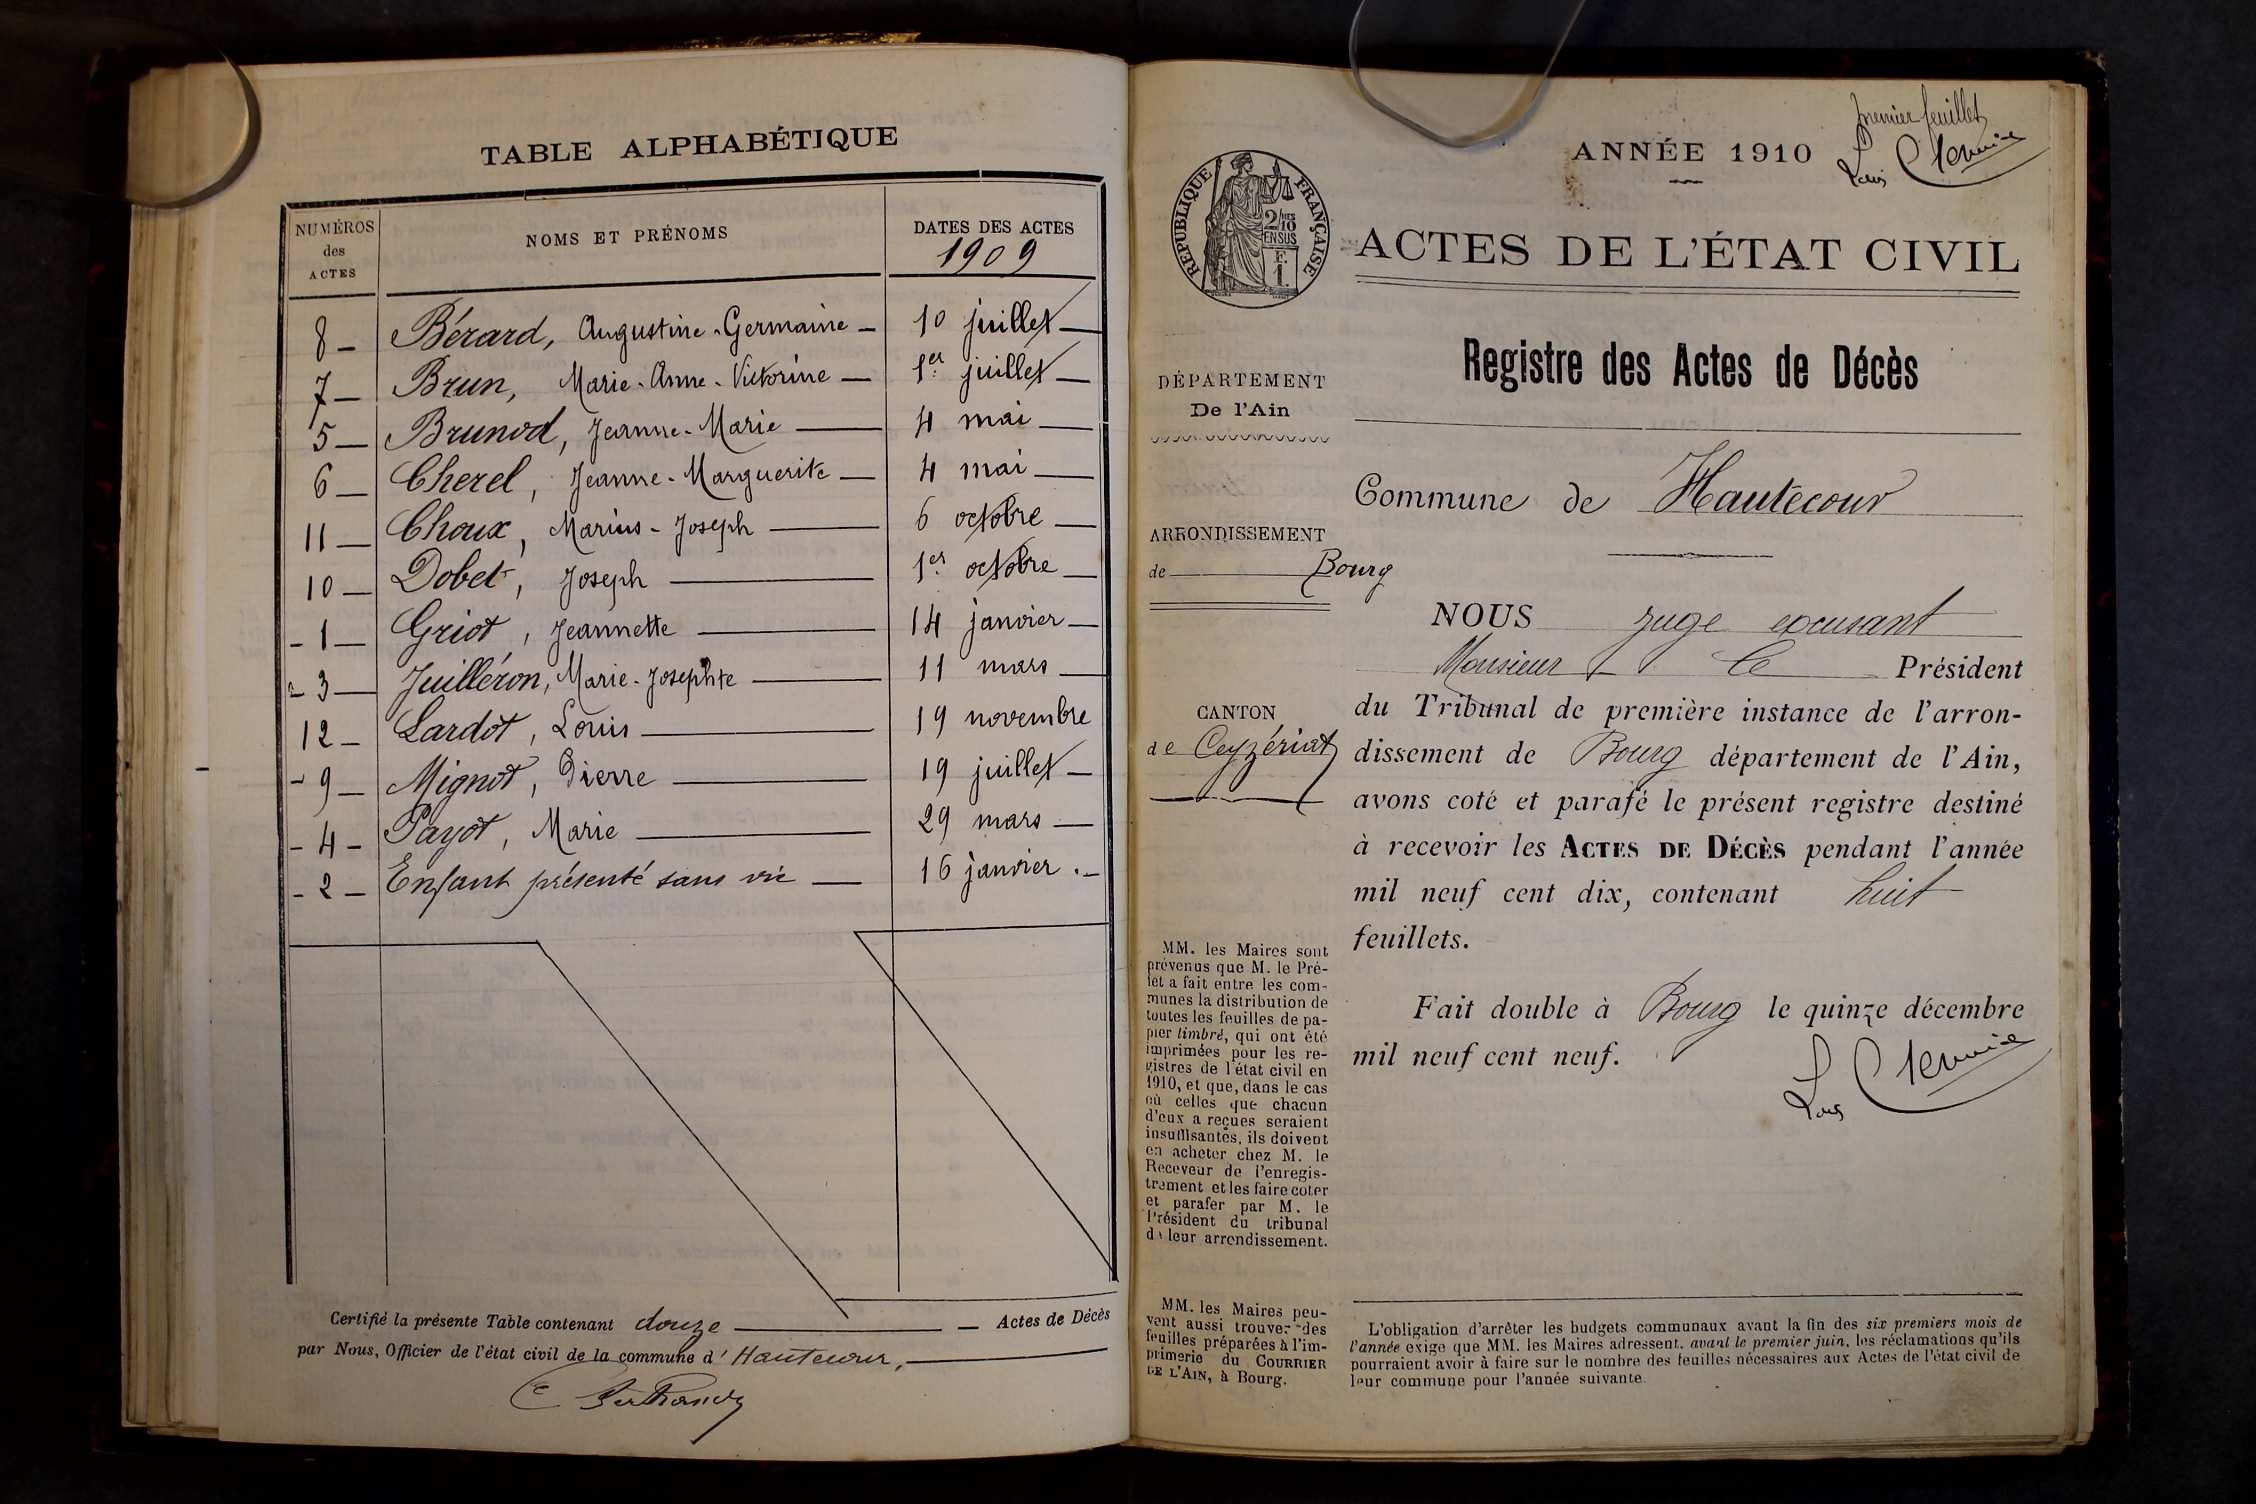 TABLE ALPHABÉTIQUE
NUMÉROS des ACTES
NOMS ET PRÉNOMS
DATES DES ACTES
1909
8 — Bérard, Augustine-Germaine — 10 juillet —
7 — Brun, Marie-Anne-Victorine — 1er juillet —
5 — Brunod, Jeanne-Marie — 4 mai —
6 — Cherel, Jeanne-Marguerite — 4 mai —
11 — Choux, Marius-Joseph — 6 octobre —
10 — Dobet, Joseph — 1er octobre —
- 1 — Griot, Jeannette — 14 janvier —
- 3 — Juilléron, Marie-Josephte — 11 mars —
12 — Lardot, Louis — 19 novembre
- 9 — Mignot, Pierre — 19 juillet —
- 4 — Payot, Marie — 29 mars —
- 2 — Enfant présenté sans vie — 16 janvier . —
Certifié la présente Table contenant douze — Actes de Décès
par Nous, Officier de l'état civil de la commune d'Hautecour,
premier feuillet
ANNÉE 1910
RÉPUBLIQUE FRANÇAISE
2/10 EN SUS
F. 1
ACTES DE L'ÉTAT CIVIL
Registre des Actes de Décès
DÉPARTEMENT
De l'Ain
Commune de Hautecour
ARRONDISSEMENT
de Bourg
CANTON
de Ceyzériat
NOUS juge excusant
Monsieur le Président
du Tribunal de première instance de l'arron-
dissement de Bourg département de l'Ain,
avons coté et parafé le présent registre destiné
à recevoir les ACTES DE DÉCÈS pendant l'année
mil neuf cent dix, contenant huit
feuillets.
Fait double à Bourg le quinze décembre
mil neuf cent neuf.
MM. les Maires sont
prévenus que M. le Pré-
fet a fait entre les com-
munes la distribution de
toutes les feuilles de pa-
pier timbré, qui ont été
imprimées pour les re-
gistres de l'état civil en
1910, et que, dans le cas
où celles que chacun
d'eux a reçues seraient
insuffisantes, ils doivent
en acheter chez M. le
Receveur de l'enregis-
trement et les faire coter
et parafer par M. le
Président du tribunal
de leur arrondissement.
MM. les Maires peu-
vent aussi trouver des
feuilles préparées à l'im-
primerie du COURRIER
DE L'AIN, à Bourg.
L'obligation d'arrêter les budgets communaux avant la fin des six premiers mois de
l'année exige que MM. les Maires adressent, avant le premier juin, les réclamations qu'ils
pourraient avoir à faire sur le nombre des feuilles nécessaires aux Actes de l'état civil de
leur commune pour l'année suivante.